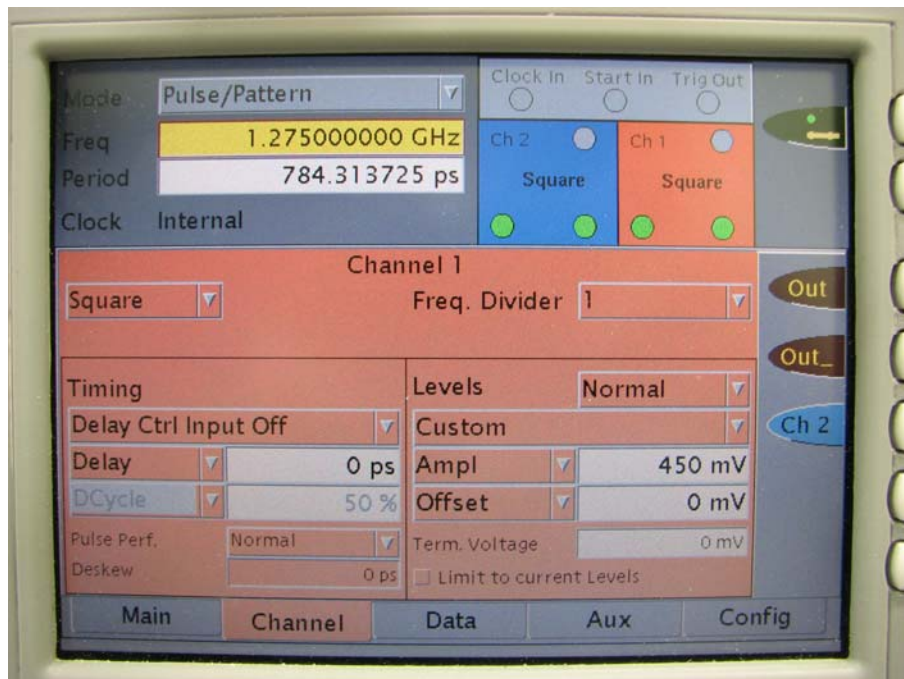 Mode Pulse/Pattern
Clock In Start In Trig Out
Freq 1.275000000 GHz
Period 784.313725 ps
Ch 2 Ch 1
Square Square
Clock Internal
Channel 1
Square Freq. Divider 1
Out
Out_
Timing Levels Normal
Delay Ctrl Input Off Custom
Ch 2
Delay 0 ps Ampl 450 mV
DCycle 50 % Offset 0 mV
Pulse Perf. Normal Term. Voltage 0 mV
Deskew 0 ps Limit to current Levels
Main Channel Data Aux Config